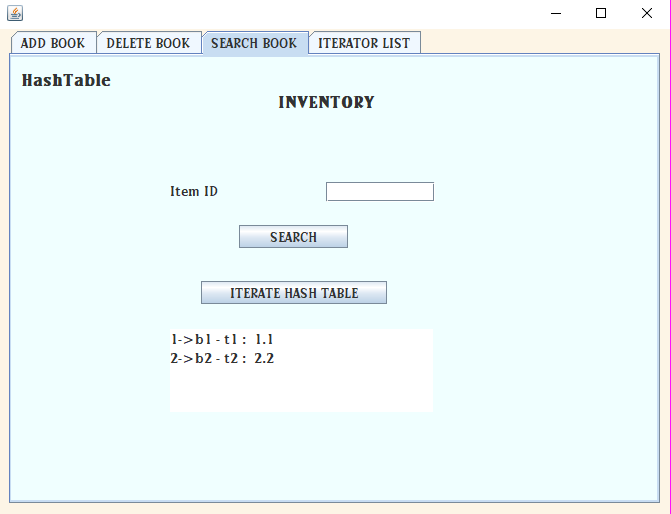 ADD BOOK DELETE BOOK SEARCH BOOK ITERATOR LIST
HashTable
INVENTORY
Item ID
SEARCH
ITERATE HASH TABLE
1->b1 - t1 : 1.1
2->b2 - t2 : 2.2